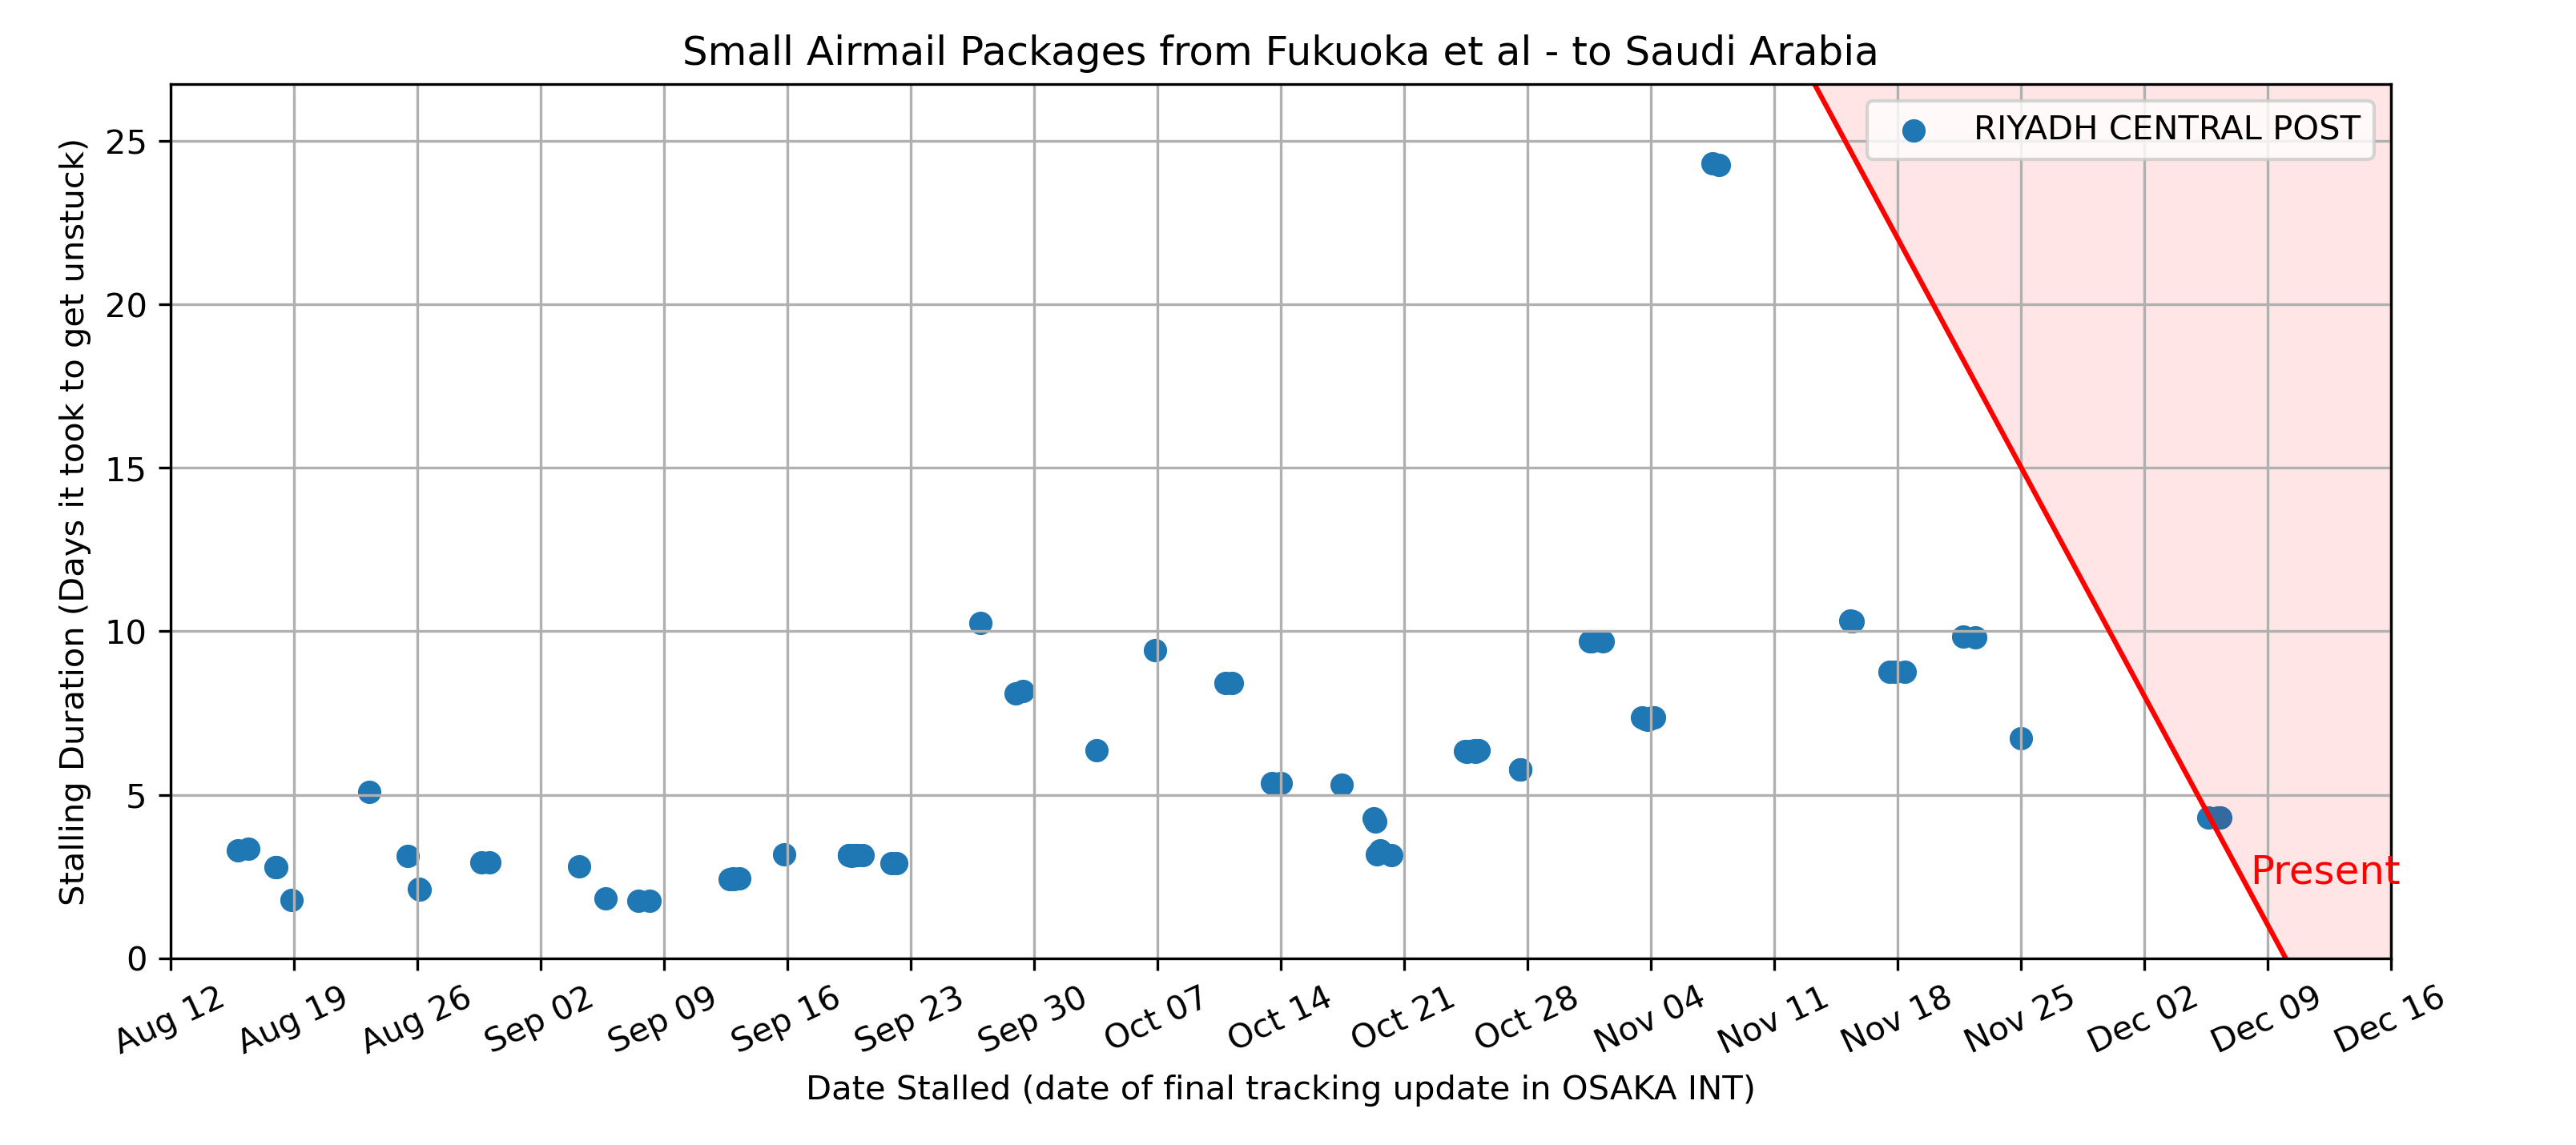 Small Airmail Packages from Fukuoka et al - to Saudi Arabia
RIYADH CENTRAL POST
Stalling Duration (Days it took to get unstuck)
25
20
15
10
5
0
Present
Aug 12
Aug 19
Aug 26
Sep 02
Sep 09
Sep 16
Sep 23
Sep 30
Oct 07
Oct 14
Oct 21
Oct 28
Nov 04
Nov 11
Nov 18
Nov 25
Dec 02
Dec 09
Dec 16
Date Stalled (date of final tracking update in OSAKA INT)